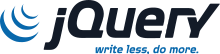 jQuery
write less, do more.